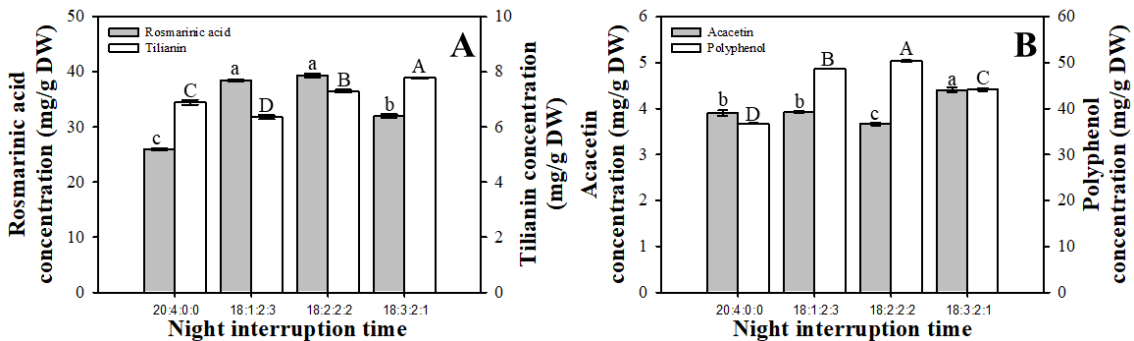 Rosmarinic acid
concentration (mg/g DW)
50
40
30
20
10
0
Rosmarinic acid
Tilianin
A
c
C
a
D
a
B
b
A
10
8
6
4
2
0
Tilianin concentration
(mg/g DW)
20:4:0:0
18:1:2:3
18:2:2:2
18:3:2:1
Night interruption time
Acacetin
concentration (mg/g DW)
6
5
4
3
2
1
0
Acacetin
Polyphenol
B
b
D
b
B
c
A
a
C
60
50
40
30
20
10
0
Polyphenol
concentration (mg/g DW)
20:4:0:0
18:1:2:3
18:2:2:2
18:3:2:1
Night interruption time